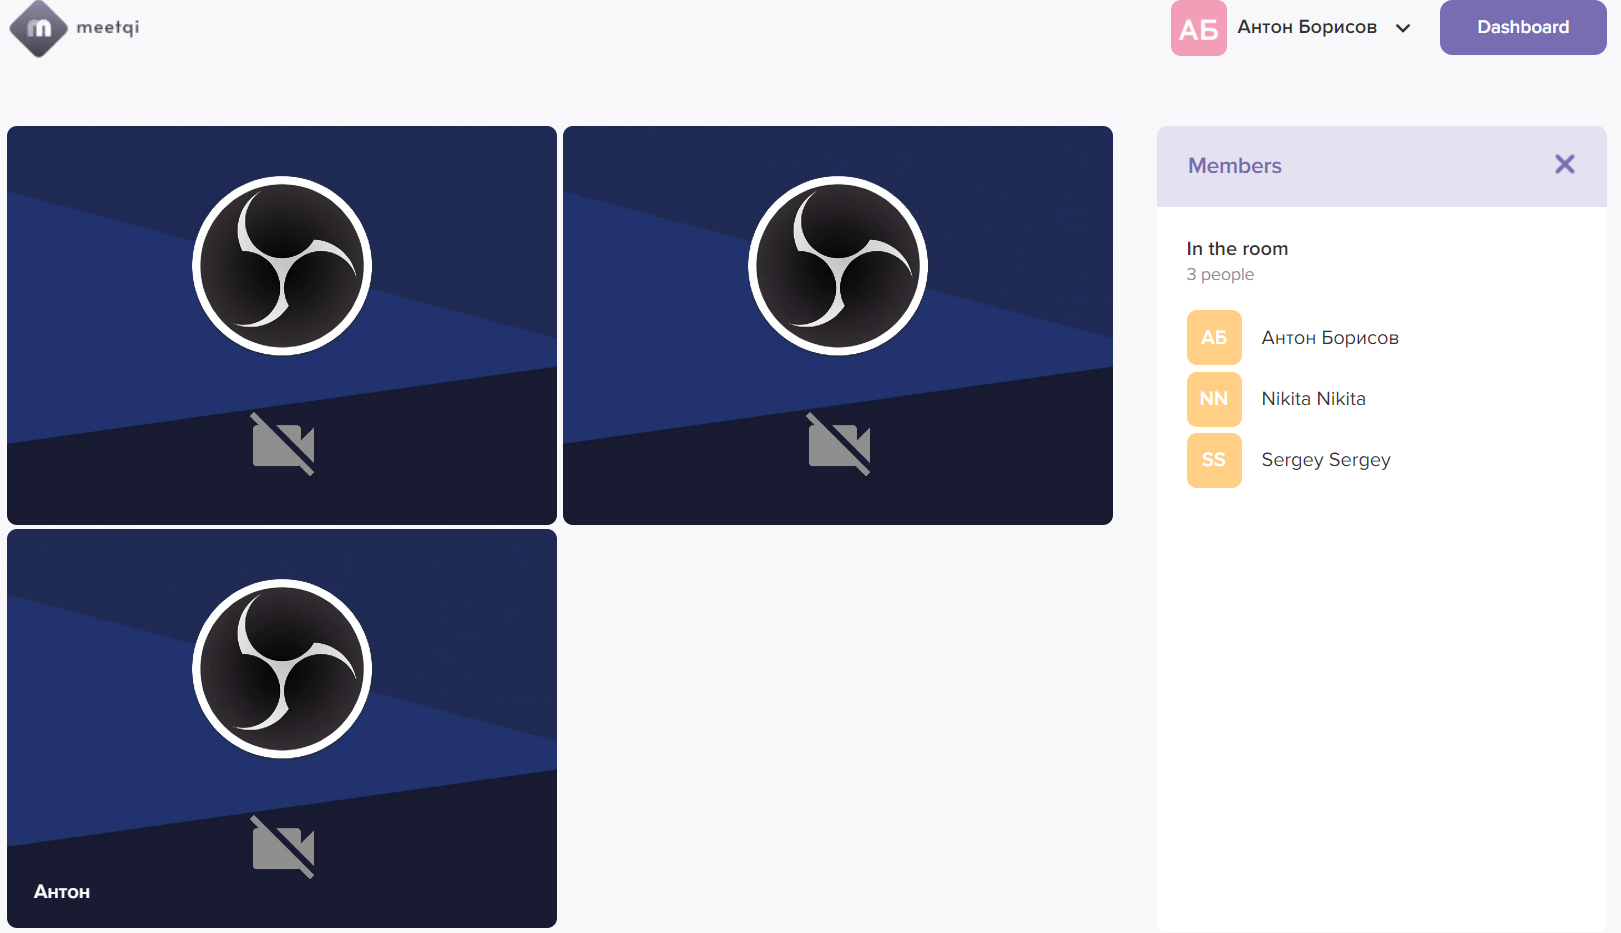 m meetqi
АБ Антон Борисов
Dashboard
Members
In the room
3 people
АБ Антон Борисов
NN Nikita Nikita
SS Sergey Sergey
Антон